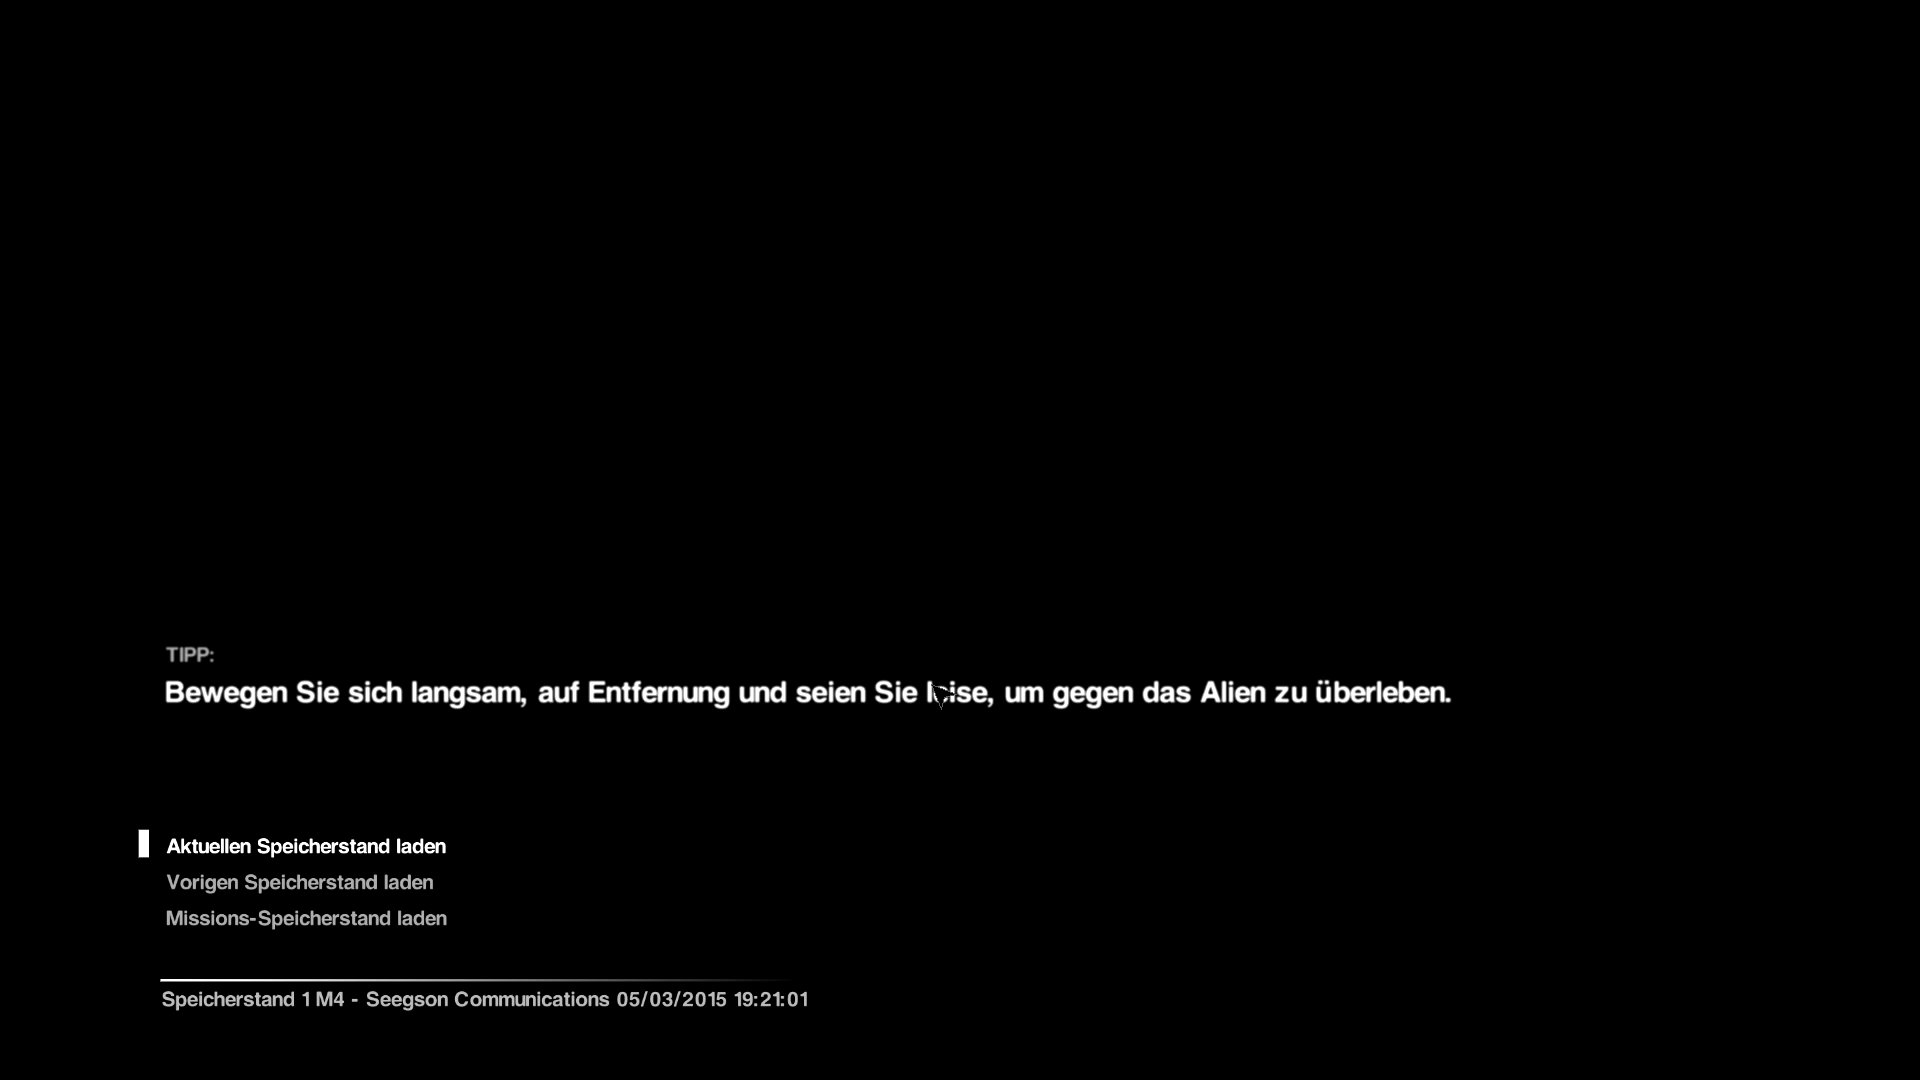 TIPP:
Bewegen Sie sich langsam, auf Entfernung und seien Sie leise, um gegen das Alien zu überleben.
Aktuellen Speicherstand laden
Vorigen Speicherstand laden
Missions-Speicherstand laden
Speicherstand 1 M4 - Seegson Communications 05/03/2015 19:21:01